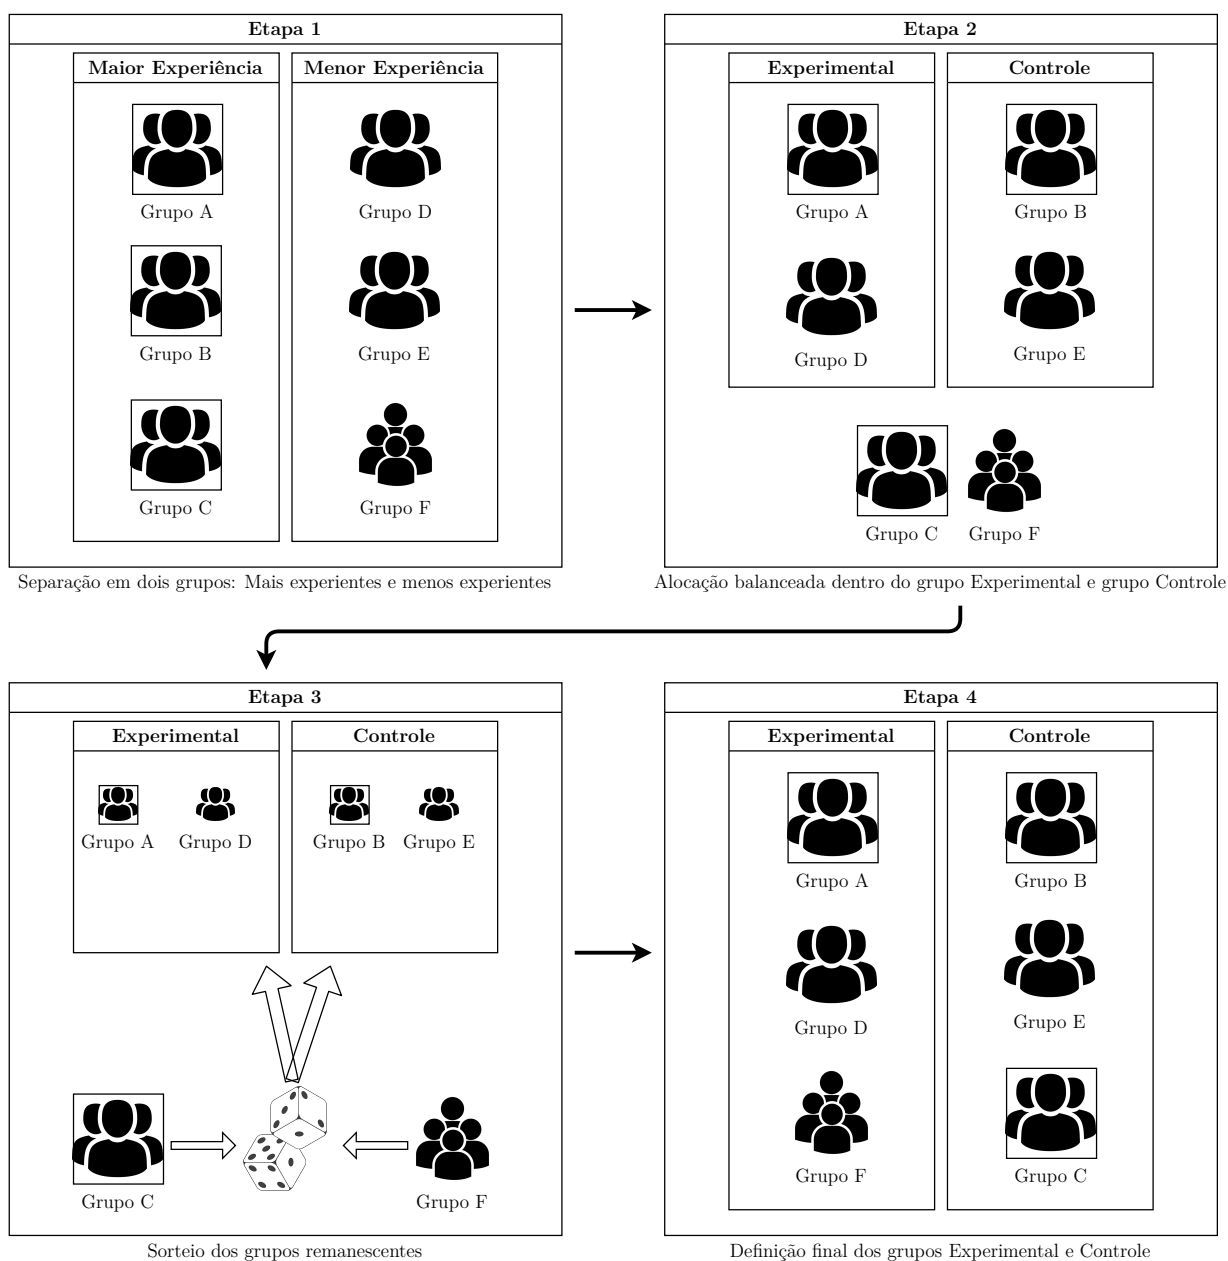 Etapa 1
Maior Experiência
Menor Experiência
Grupo A
Grupo D
Grupo B
Grupo E
Grupo C
Grupo F
Separação em dois grupos: Mais experientes e menos experientes
Etapa 2
Experimental
Controle
Grupo A
Grupo B
Grupo D
Grupo E
Grupo C
Grupo F
Alocação balanceada dentro do grupo Experimental e grupo Controle
Etapa 3
Experimental
Controle
Grupo A
Grupo D
Grupo B
Grupo E
Grupo C
Grupo F
Sorteio dos grupos remanescentes
Etapa 4
Experimental
Controle
Grupo A
Grupo B
Grupo D
Grupo E
Grupo F
Grupo C
Definição final dos grupos Experimental e Controle